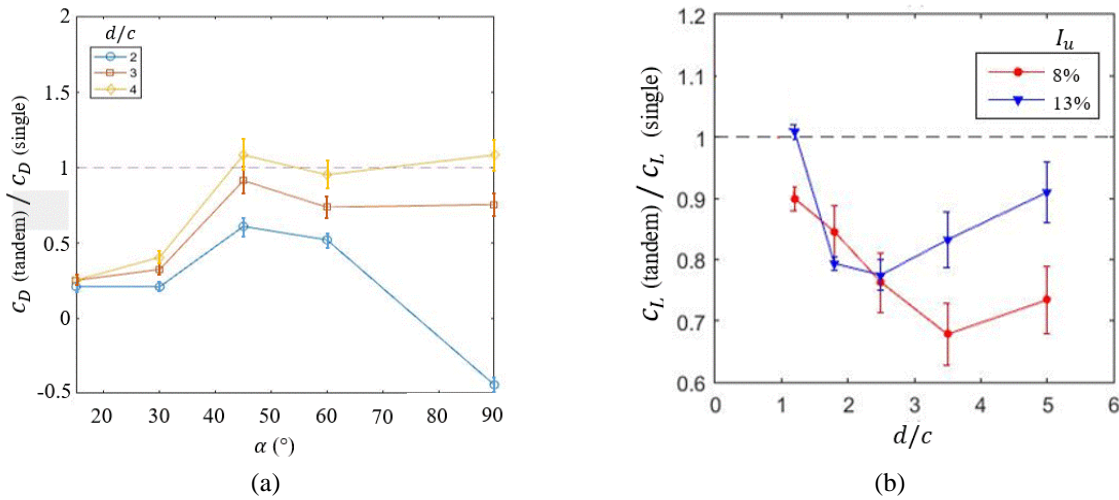 d/c
2
3
4
2
1.5
1
0.5
0
-0.5
20 30 40 50 60 70 80 90
α (°)
c_D (tandem) / c_D (single)
(a)
I_u
8%
13%
1.2
1.1
1
0.9
0.8
0.7
0.6
0 1 2 3 4 5 6
d/c
c_L (tandem) / c_L (single)
(b)